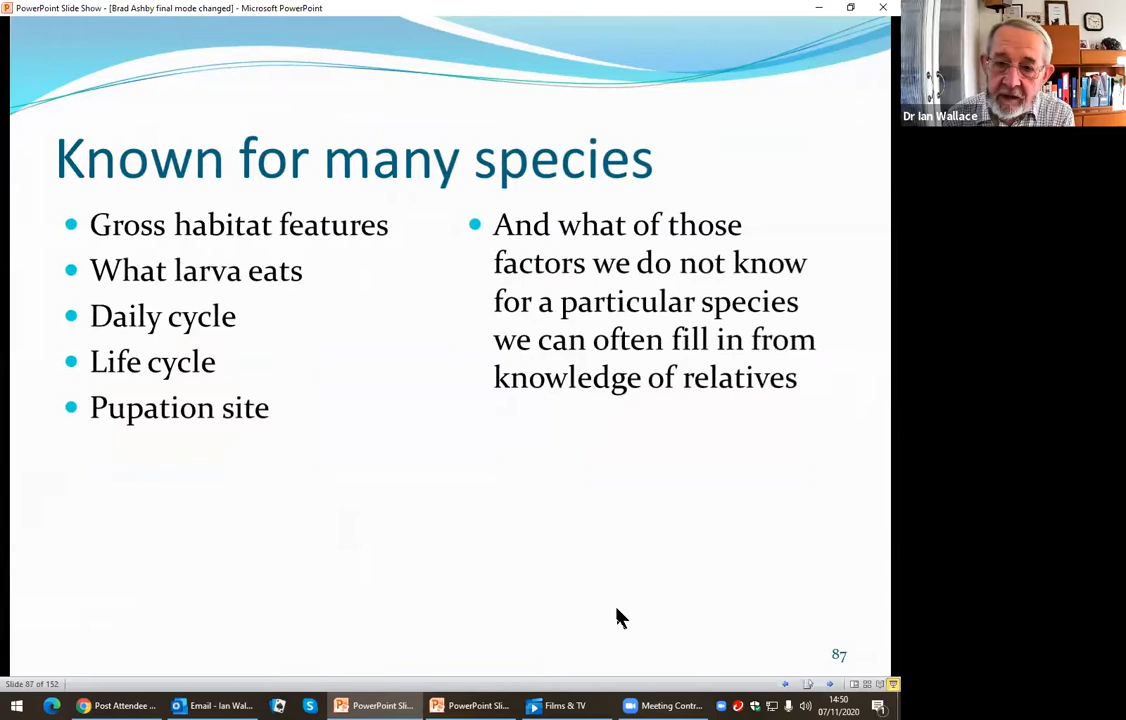 PowerPoint Slide Show - [Brad Ashby final mode changed] - Microsoft PowerPoint
Dr Ian Wallace
Known for many species
Gross habitat features
What larva eats
Daily cycle
Life cycle
Pupation site
And what of those
factors we do not know
for a particular species
we can often fill in from
knowledge of relatives
87
Slide 87 of 152
Post Attendee ...
Email - Ian Wal...
PowerPoint Sli...
PowerPoint Sli...
Films & TV
Meeting Contr...
14:50
07/11/2020